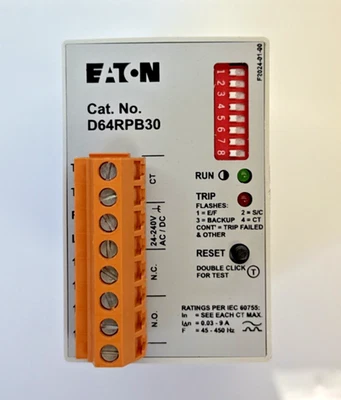 EATON
Cat. No.
D64RPB30
F2024-01-00
1
2
3
4
5
6
7
8
RUN
TRIP
FLASHES:
1 = E/F 2 = S/C
3 = BACKUP 4 = CT
CONT' = TRIP FAILED
& OTHER
RESET
DOUBLE CLICK
FOR TEST T
CT
24-240V
AC / DC
N.C.
N.O.
RATINGS PER IEC 60755:
In = SEE EACH CT MAX.
IΔn = 0.03 - 9 A
F = 45 - 450 Hz